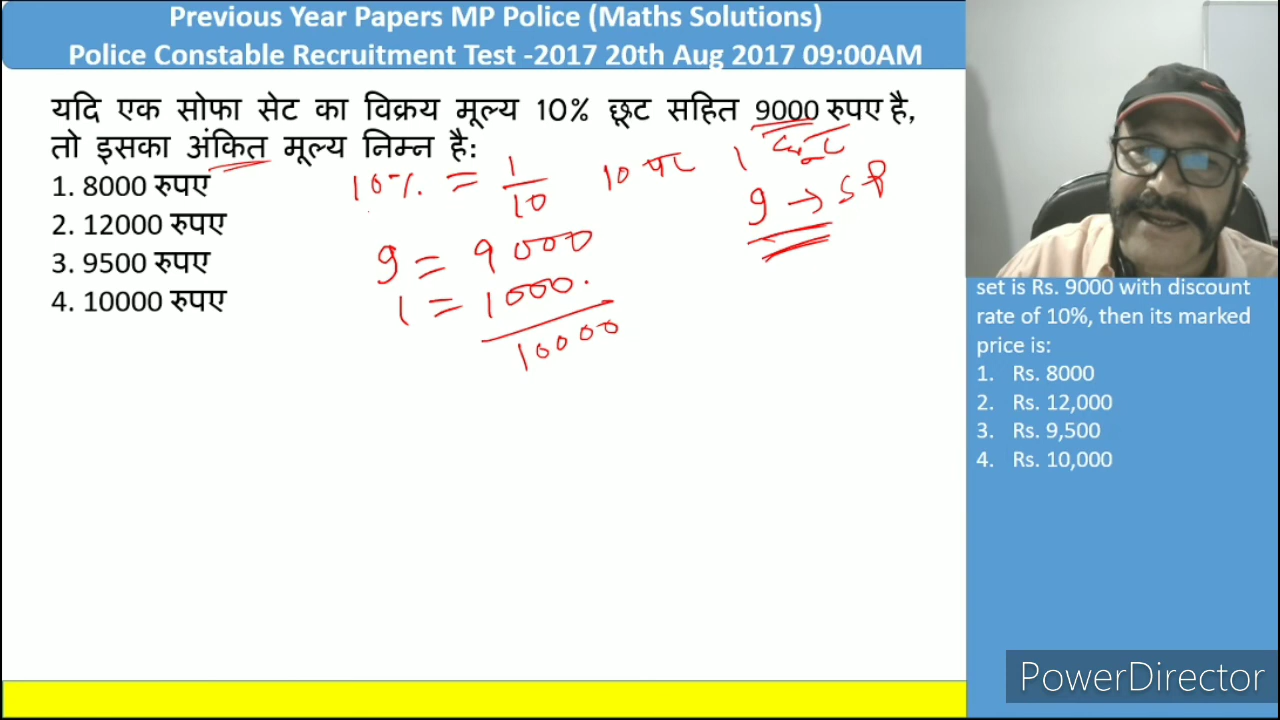 Previous Year Papers MP Police (Maths Solutions)
Police Constable Recruitment Test -2017 20th Aug 2017 09:00AM
यदि एक सोफा सेट का विक्रय मूल्य 10% छूट सहित 9000 रुपए है,
तो इसका अंकित मूल्य निम्न है:
1. 8000 रुपए
2. 12000 रुपए
3. 9500 रुपए
4. 10000 रुपए
10% = 1/10 10 पर 1 छूट
9 → SP
9 = 9000
1 = 1000.
10000
set is Rs. 9000 with discount
rate of 10%, then its marked
price is:
1. Rs. 8000
2. Rs. 12,000
3. Rs. 9,500
4. Rs. 10,000
PowerDirector